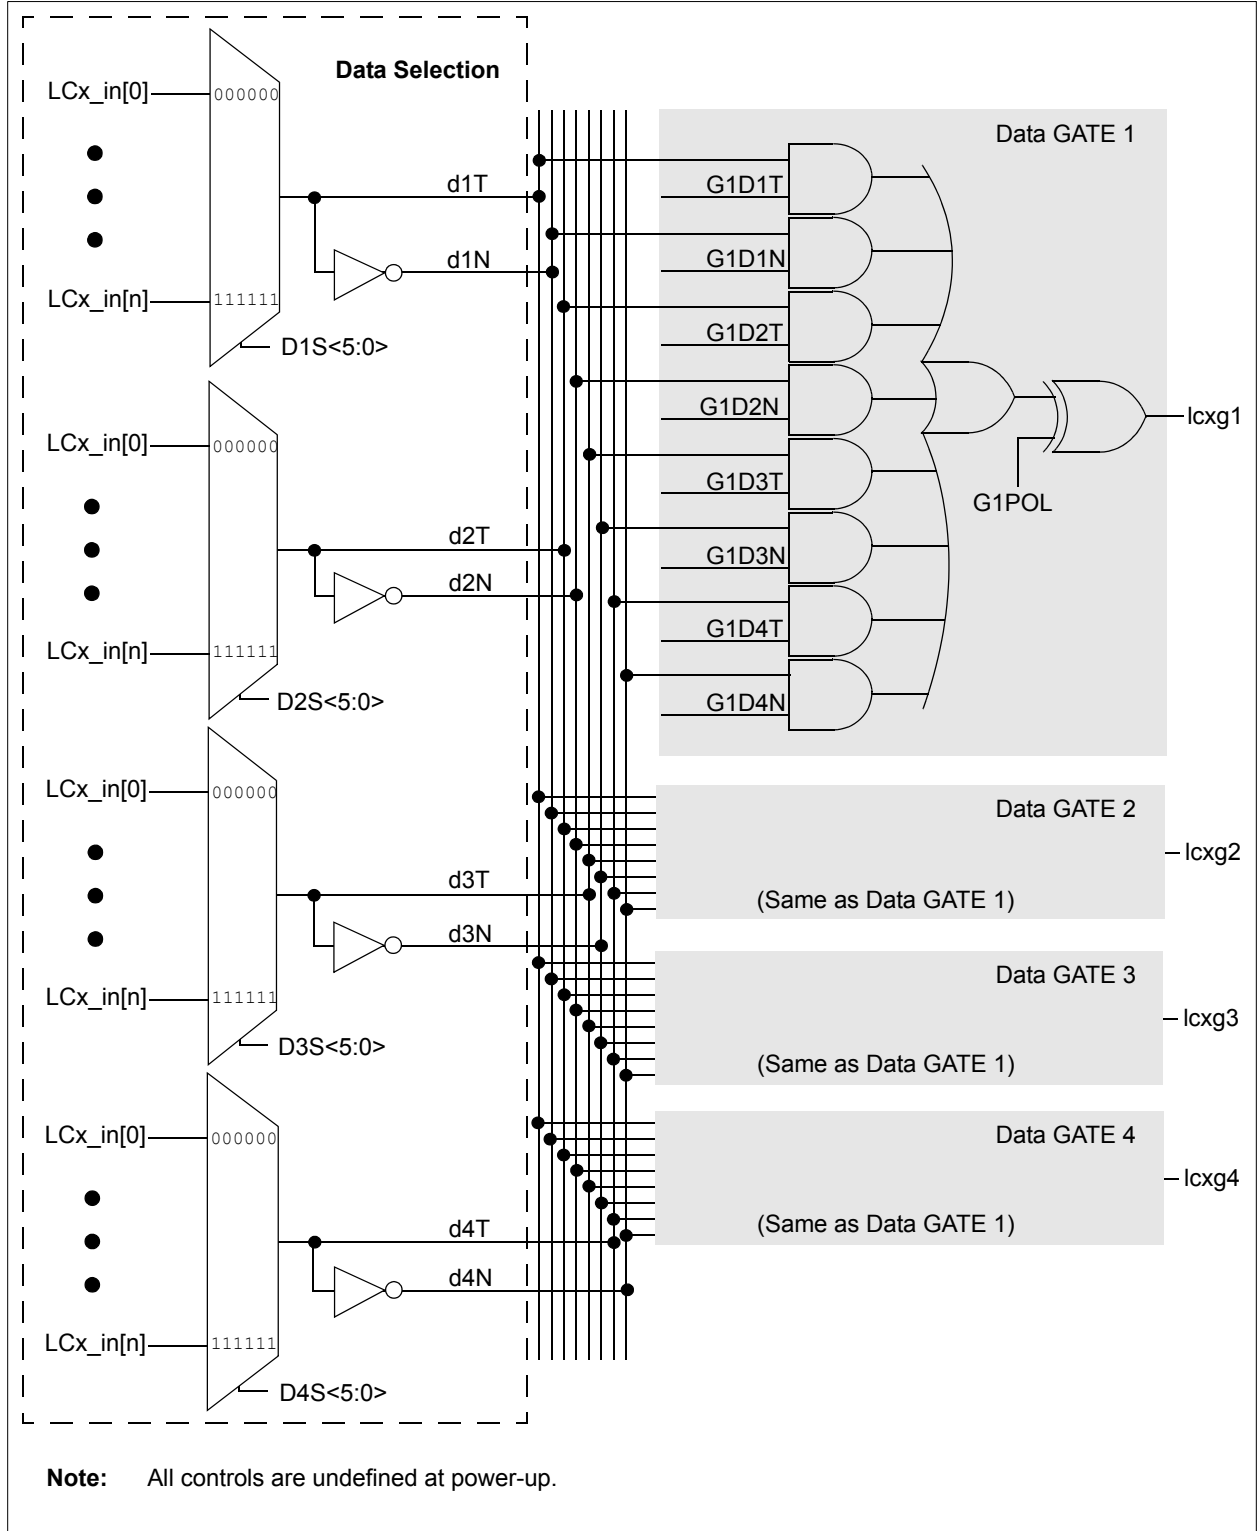 Data Selection
LCx_in[0]
000000
d1T
d1N
LCx_in[n]
111111
D1S<5:0>
LCx_in[0]
000000
d2T
d2N
LCx_in[n]
111111
D2S<5:0>
LCx_in[0]
000000
d3T
d3N
LCx_in[n]
111111
D3S<5:0>
LCx_in[0]
000000
d4T
d4N
LCx_in[n]
111111
D4S<5:0>
Data GATE 1
G1D1T
G1D1N
G1D2T
G1D2N
G1D3T
G1D3N
G1D4T
G1D4N
G1POL
lcxg1
Data GATE 2
(Same as Data GATE 1)
lcxg2
Data GATE 3
(Same as Data GATE 1)
lcxg3
Data GATE 4
(Same as Data GATE 1)
lcxg4
Note: All controls are undefined at power-up.